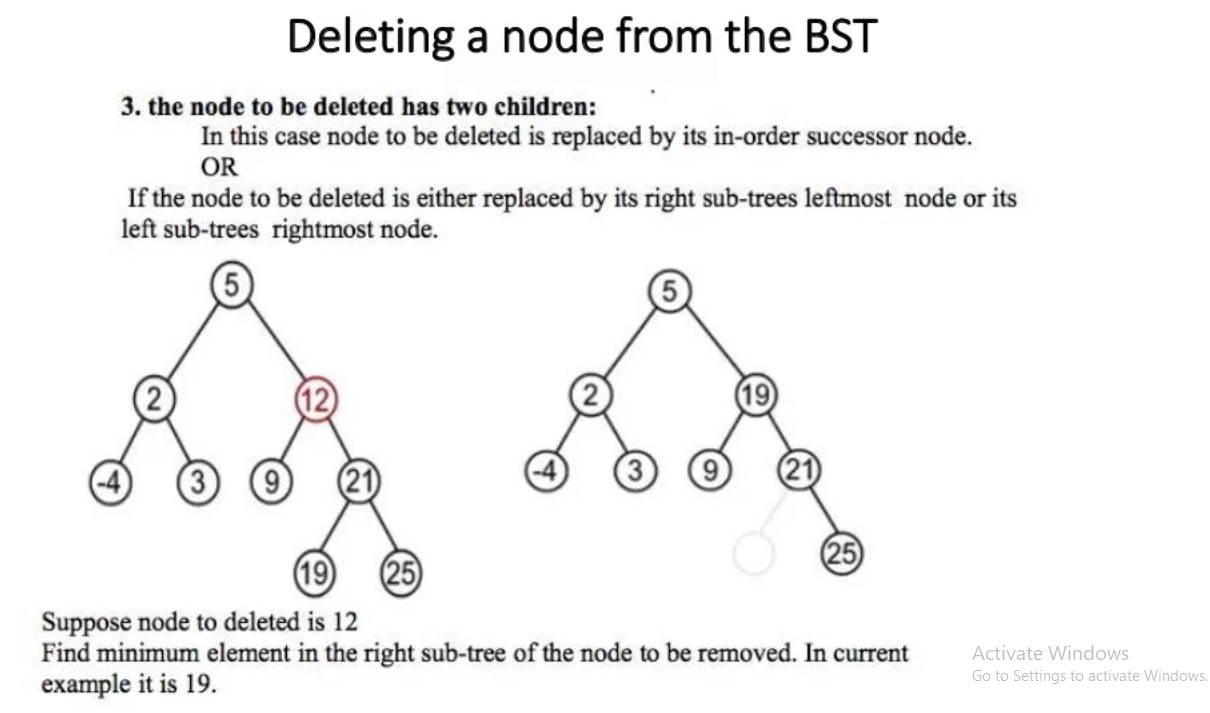 Deleting a node from the BST
3. the node to be deleted has two children:
In this case node to be deleted is replaced by its in-order successor node.
OR
If the node to be deleted is either replaced by its right sub-trees leftmost node or its
left sub-trees rightmost node.
5
2 12
-4 3 9 21
19 25
5
2 19
-4 3 9 21
25
Suppose node to deleted is 12
Find minimum element in the right sub-tree of the node to be removed. In current
example it is 19.
Activate Windows
Go to Settings to activate Windows.